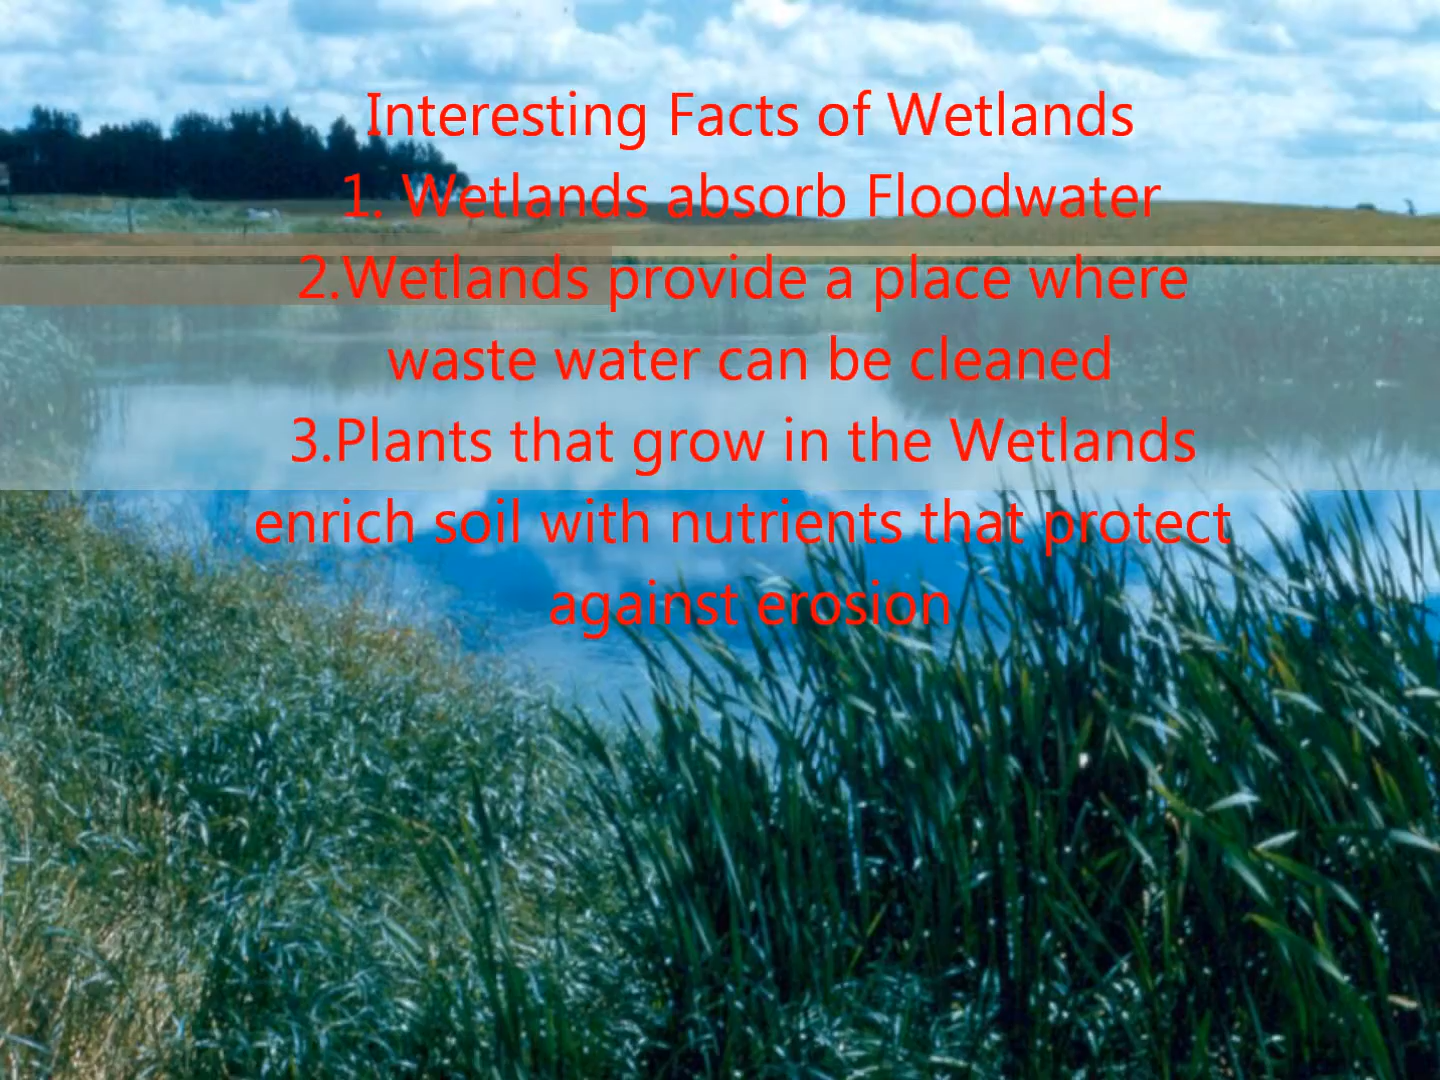 Interesting Facts of Wetlands
1. Wetlands absorb Floodwater
2.Wetlands provide a place where
waste water can be cleaned
3.Plants that grow in the Wetlands
enrich soil with nutrients that protect
against erosion